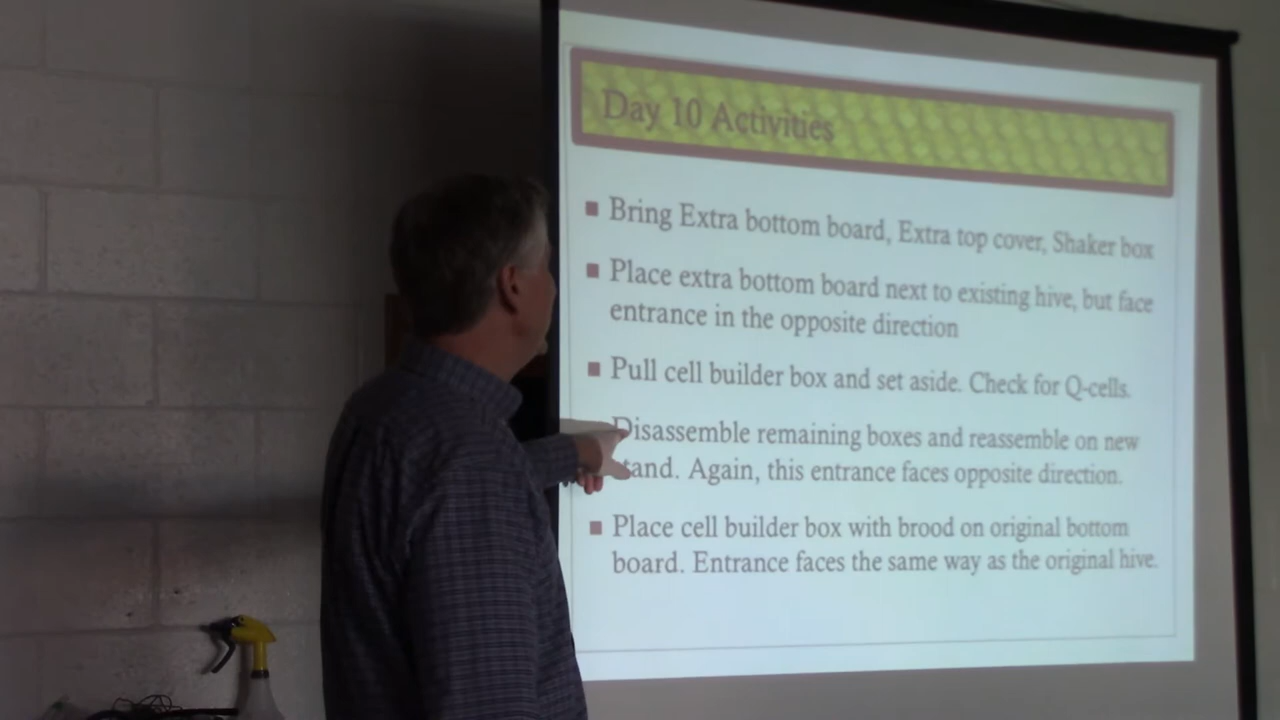 Day 10 Activities
Bring Extra bottom board, Extra top cover, Shaker box
Place extra bottom board next to existing hive, but face
entrance in the opposite direction
Pull cell builder box and set aside. Check for Q-cells.
Disassemble remaining boxes and reassemble on new
tand. Again, this entrance faces opposite direction.
Place cell builder box with brood on original bottom
board. Entrance faces the same way as the original hive.